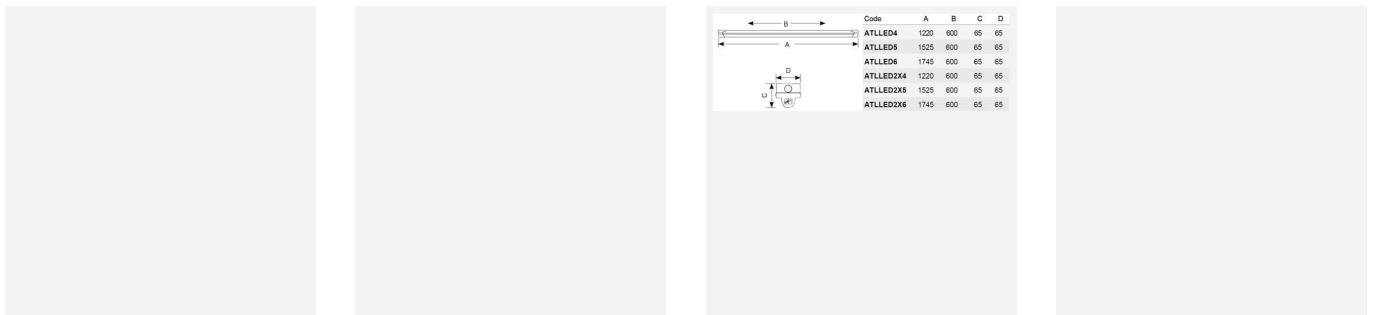 B
A
D
C
Code A B C D
ATLLED4 1220 600 65 65
ATLLED5 1525 600 65 65
ATLLED6 1745 600 65 65
ATLLED2X4 1220 600 65 65
ATLLED2X5 1525 600 65 65
ATLLED2X6 1745 600 65 65